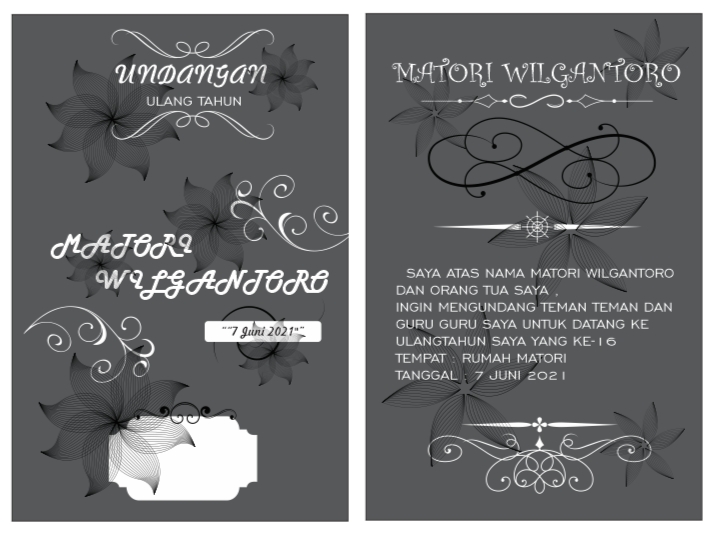 UNDANGAN
ULANG TAHUN
MATORI
WILGANTORO
""7 Juni 2021"“
MATORI WILGANTORO
SAYA ATAS NAMA MATORI WILGANTORO
DAN ORANG TUA SAYA ,
INGIN MENGUNDANG TEMAN TEMAN DAN
GURU GURU SAYA UNTUK DATANG KE
ULANGTAHUN SAYA YANG KE-16
TEMPAT : RUMAH MATORI
TANGGAL : 7 JUNI 2021